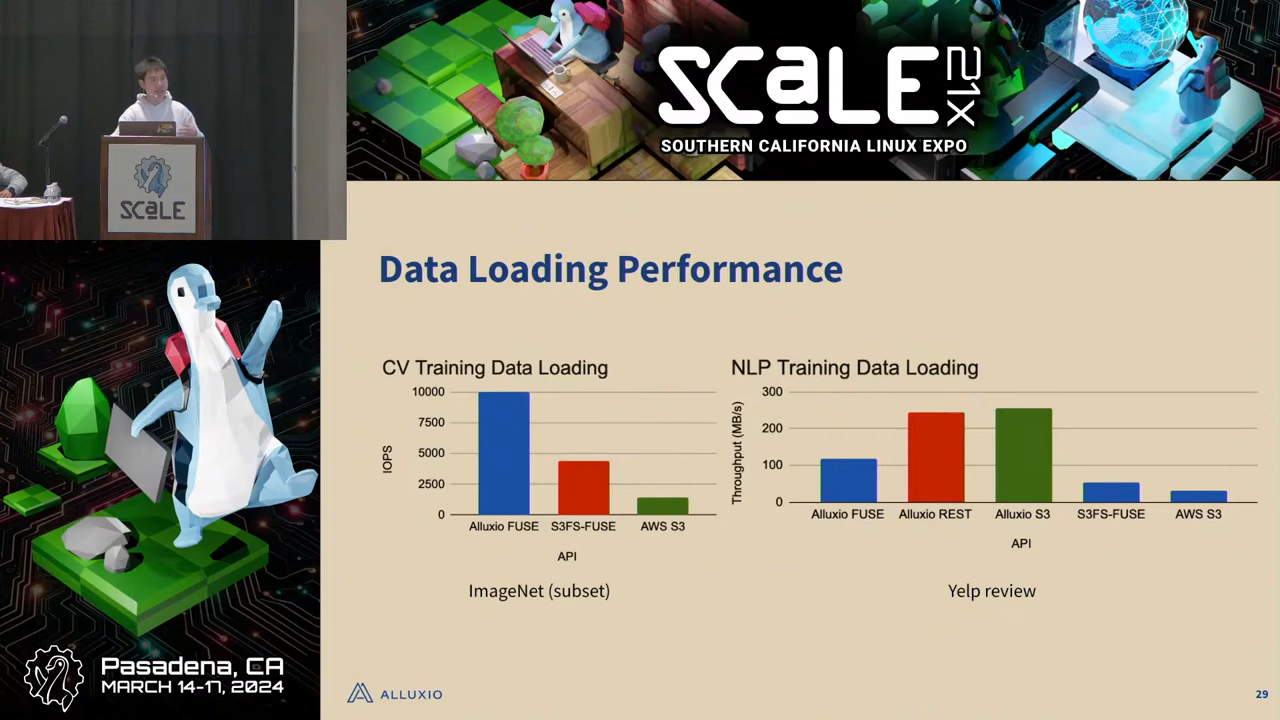 SCaLE 21X
SOUTHERN CALIFORNIA LINUX EXPO
SCaLE
Data Loading Performance
CV Training Data Loading
10000
7500
5000
2500
0
IOPS
Alluxio FUSE
S3FS-FUSE
AWS S3
API
ImageNet (subset)
NLP Training Data Loading
300
200
100
0
Throughput (MB/s)
Alluxio FUSE
Alluxio REST
Alluxio S3
S3FS-FUSE
AWS S3
API
Yelp review
Pasadena, CA
MARCH 14-17, 2024
ALLUXIO
29